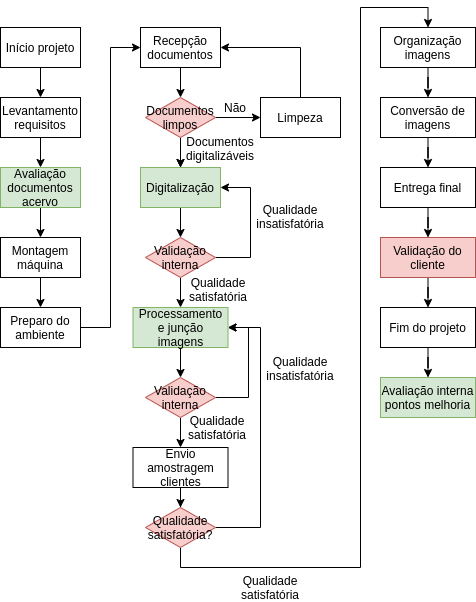 Início projeto
Levantamento
requisitos
Avaliação
documentos
acervo
Montagem
máquina
Preparo do
ambiente
Recepção
documentos
Documentos
limpos
Não
Limpeza
Documentos
digitalizáveis
Digitalização
Qualidade
insatisfatória
Validação
interna
Qualidade
satisfatória
Processamento
e junção
imagens
Qualidade
insatisfatória
Validação
interna
Qualidade
satisfatória
Envio
amostragem
clientes
Qualidade
satisfatória?
Qualidade
satisfatória
Organização
imagens
Conversão de
imagens
Entrega final
Validação do
cliente
Fim do projeto
Avaliação interna
pontos melhoria